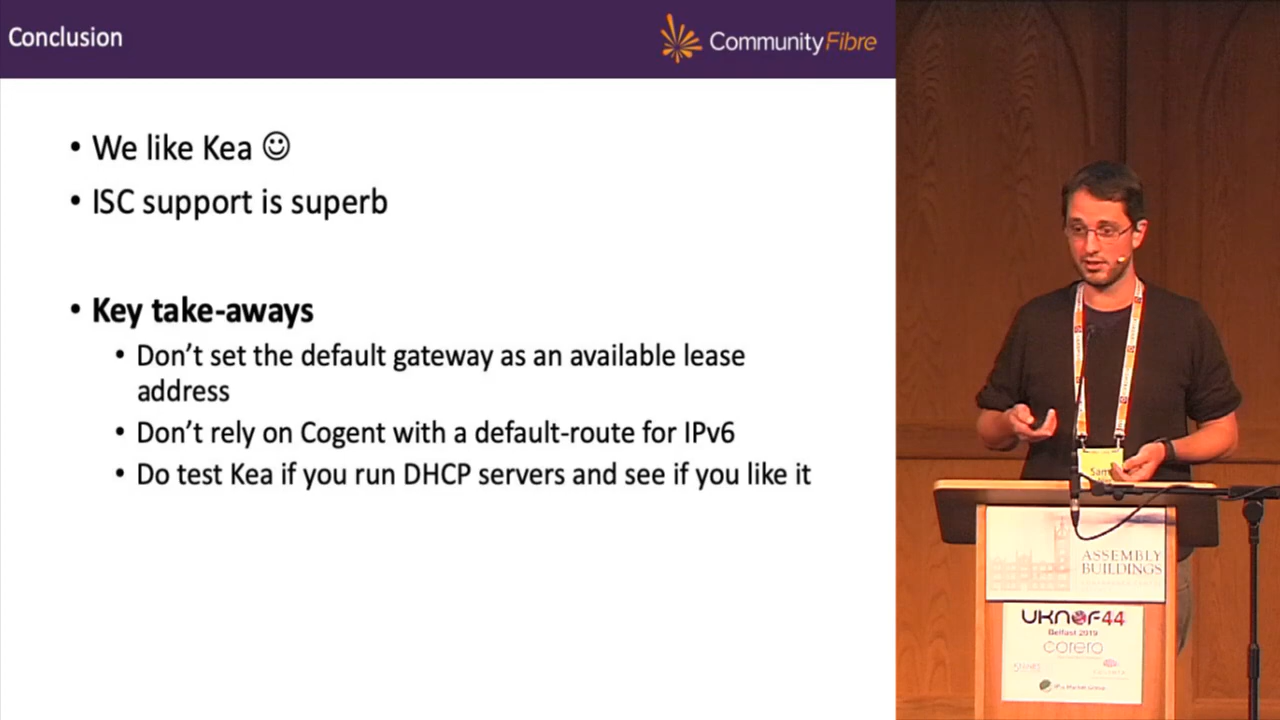 Conclusion
Community Fibre
• We like Kea ☺
• ISC support is superb
• Key take-aways
• Don't set the default gateway as an available lease
address
• Don't rely on Cogent with a default-route for IPv6
• Do test Kea if you run DHCP servers and see if you like it
ASSEMBLY
BUILDINGS
UKNOF44
Belfast 2019
corero